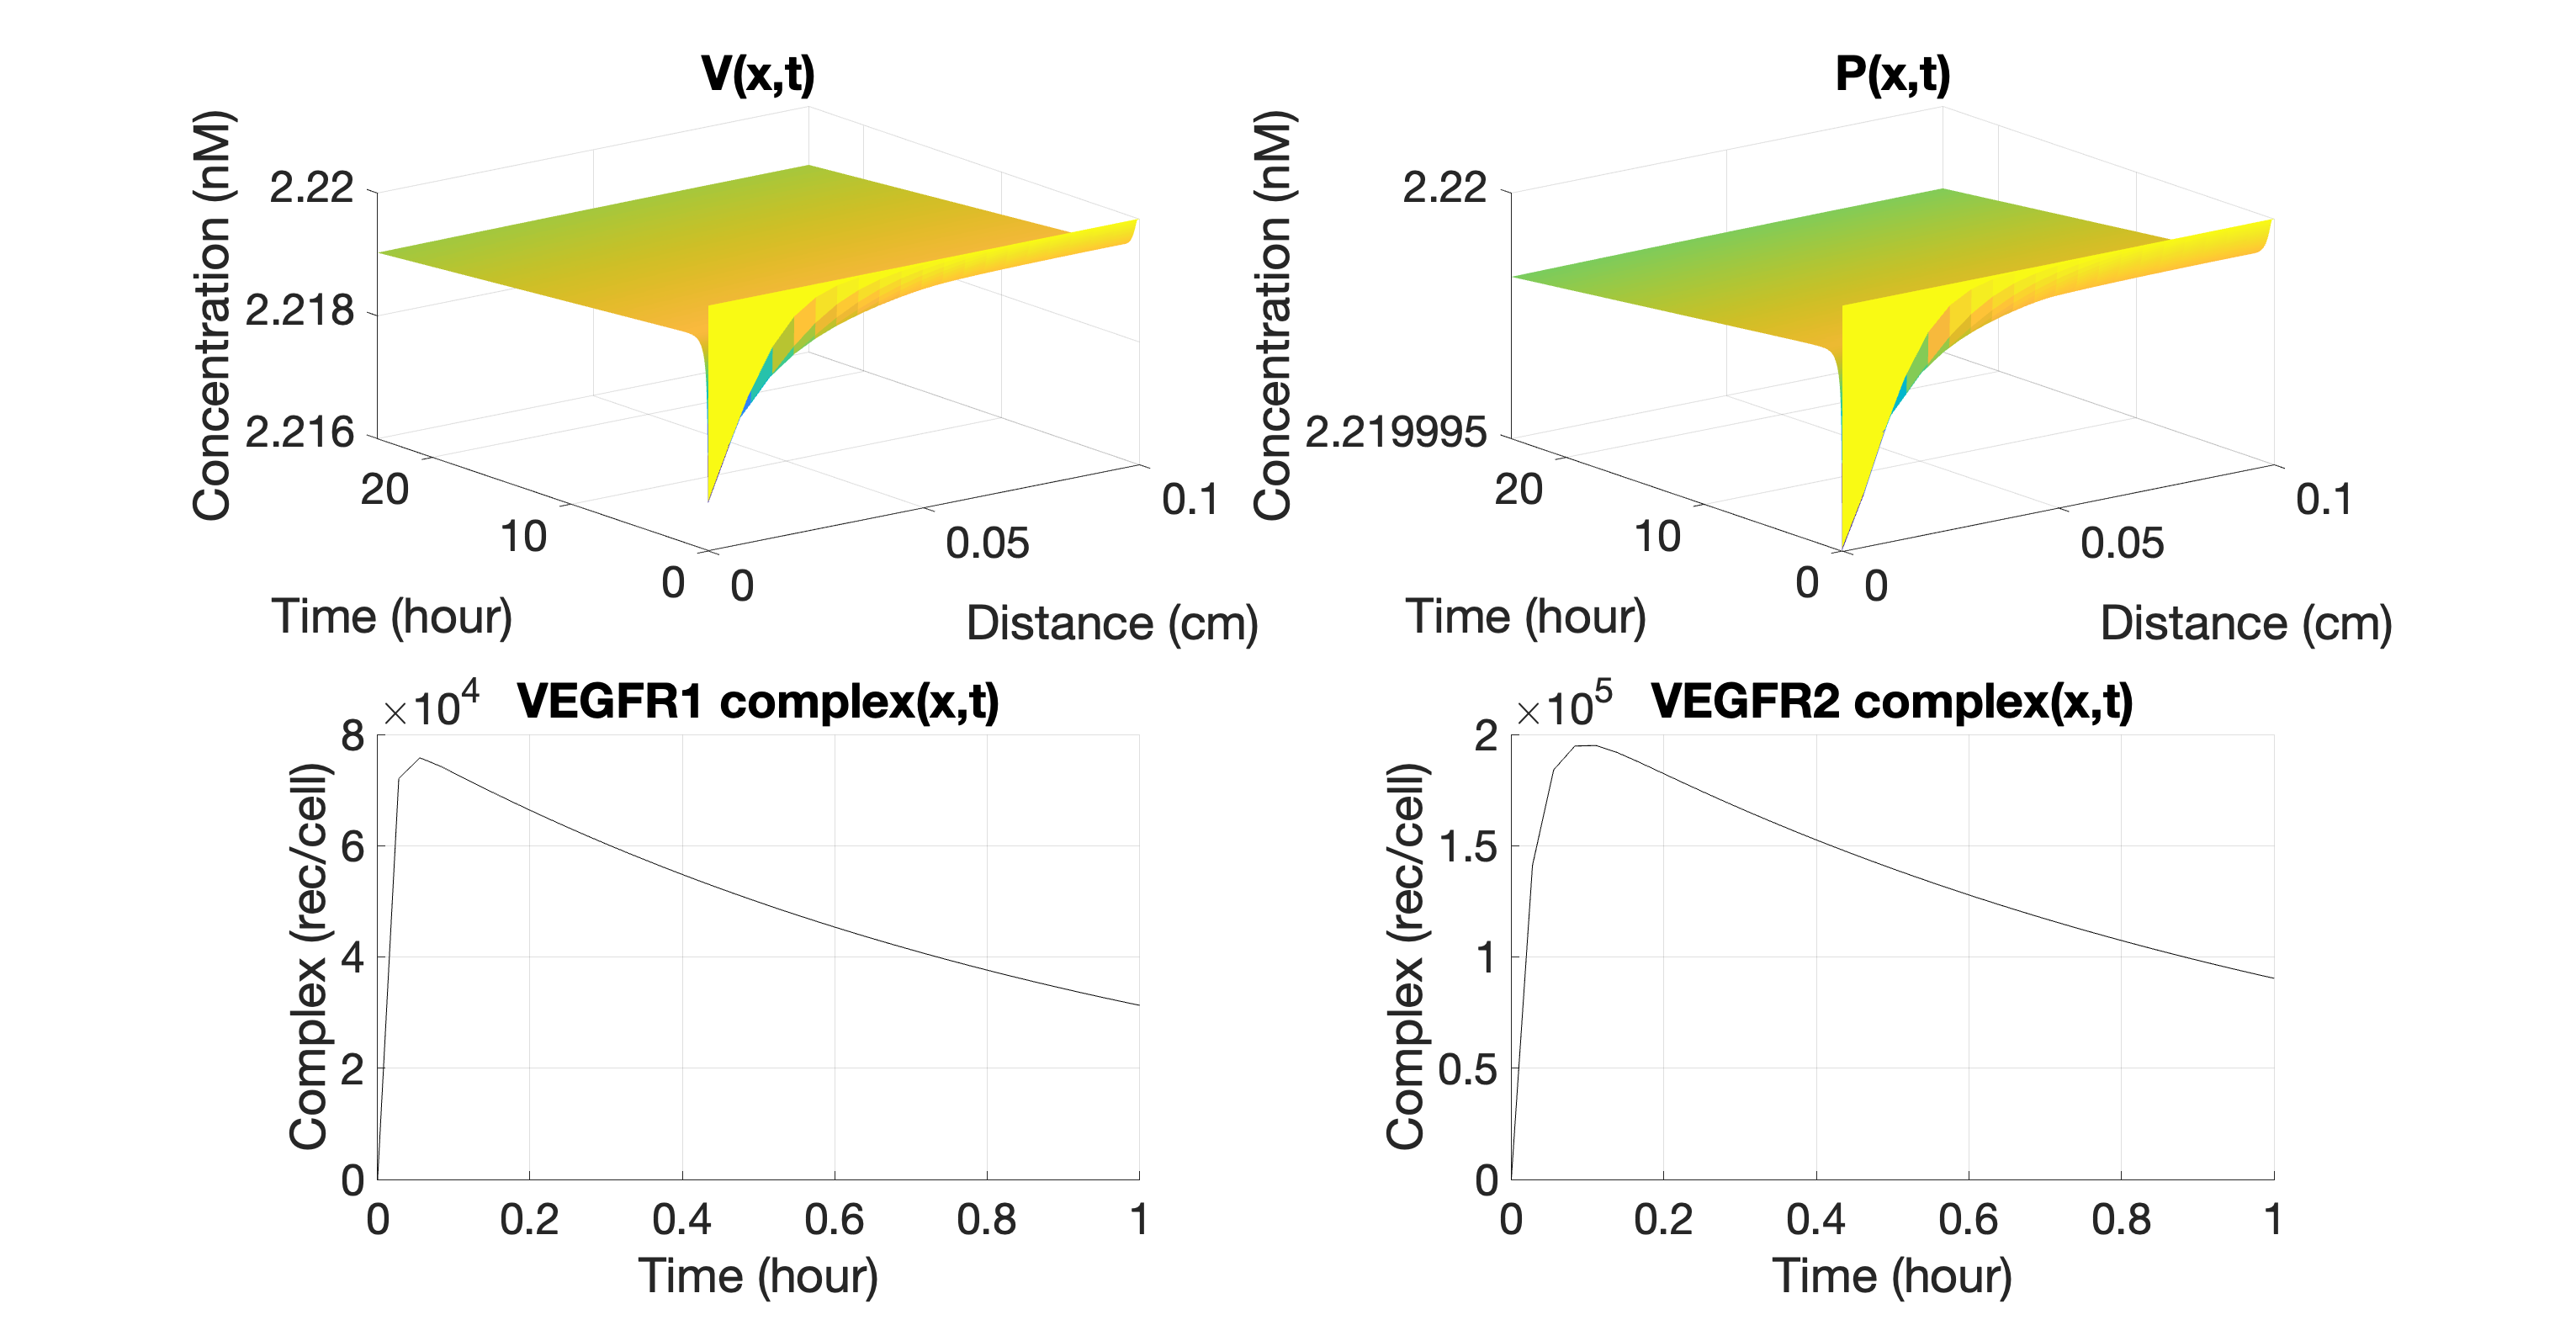 V(x,t)
Concentration (nM)
2.22
2.218
2.216
20
10
0
0
0.05
0.1
Time (hour)
Distance (cm)
P(x,t)
Concentration (nM)
2.22
2.219995
20
10
0
0
0.05
0.1
Time (hour)
Distance (cm)
VEGFR1 complex(x,t)
×10^4
Complex (rec/cell)
8
6
4
2
0
0 0.2 0.4 0.6 0.8 1
Time (hour)
VEGFR2 complex(x,t)
×10^5
Complex (rec/cell)
2
1.5
1
0.5
0
0 0.2 0.4 0.6 0.8 1
Time (hour)